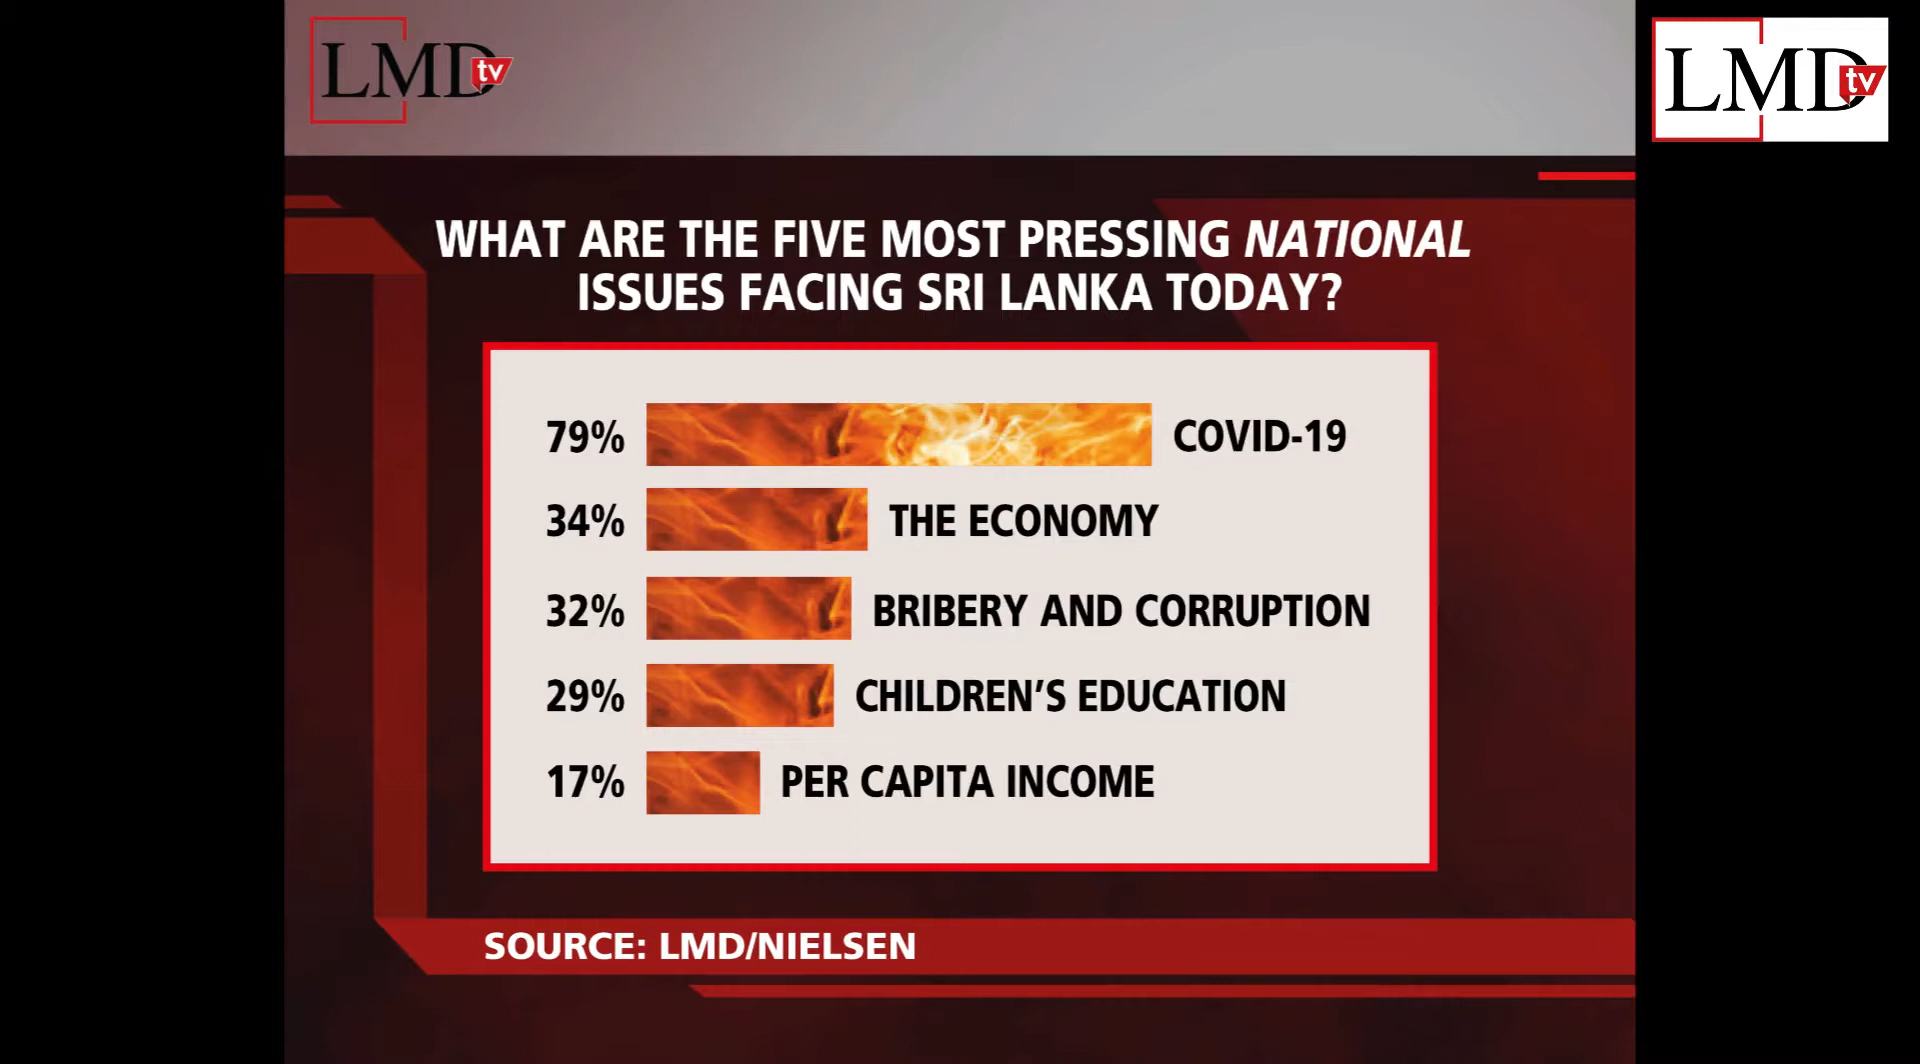 LMD tv
LMD tv
WHAT ARE THE FIVE MOST PRESSING NATIONAL
ISSUES FACING SRI LANKA TODAY?
79% COVID-19
34% THE ECONOMY
32% BRIBERY AND CORRUPTION
29% CHILDREN'S EDUCATION
17% PER CAPITA INCOME
SOURCE: LMD/NIELSEN